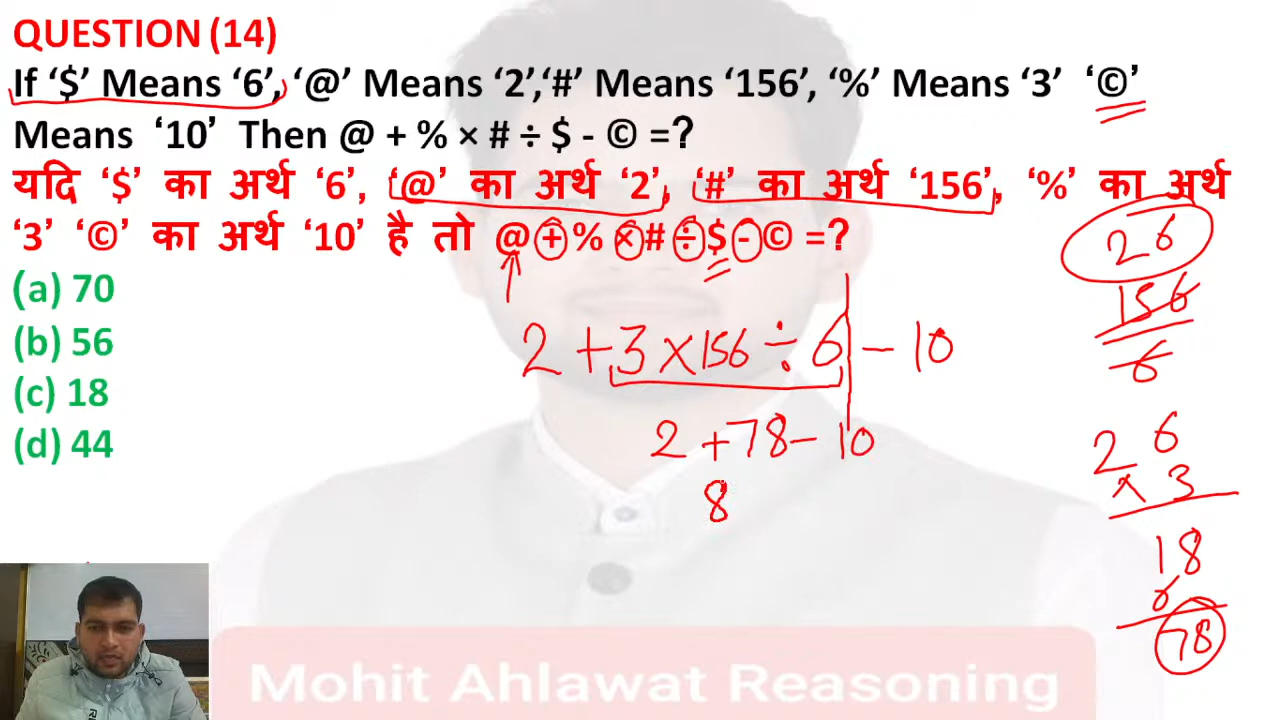 QUESTION (14)
If ‘$’ Means ‘6’, ‘@’ Means ‘2’,‘#’ Means ‘156’, ‘%’ Means ‘3’ ‘©’
Means ‘10’ Then @ + % × # ÷ $ - © =?
यदि ‘$’ का अर्थ ‘6’, ‘@’ का अर्थ ‘2’, ‘#’ का अर्थ ‘156’, ‘%’ का अर्थ
‘3’ ‘©’ का अर्थ ‘10’ है तो @ + % × # ÷ $ - © =?
26
(a) 70
156
6
(b) 56
2 + 3 × 156 ÷ 6 - 10
(c) 18
(d) 44
2 + 78 - 10
26
× 3
8
18
6
78
Mohit Ahlawat Reasoning